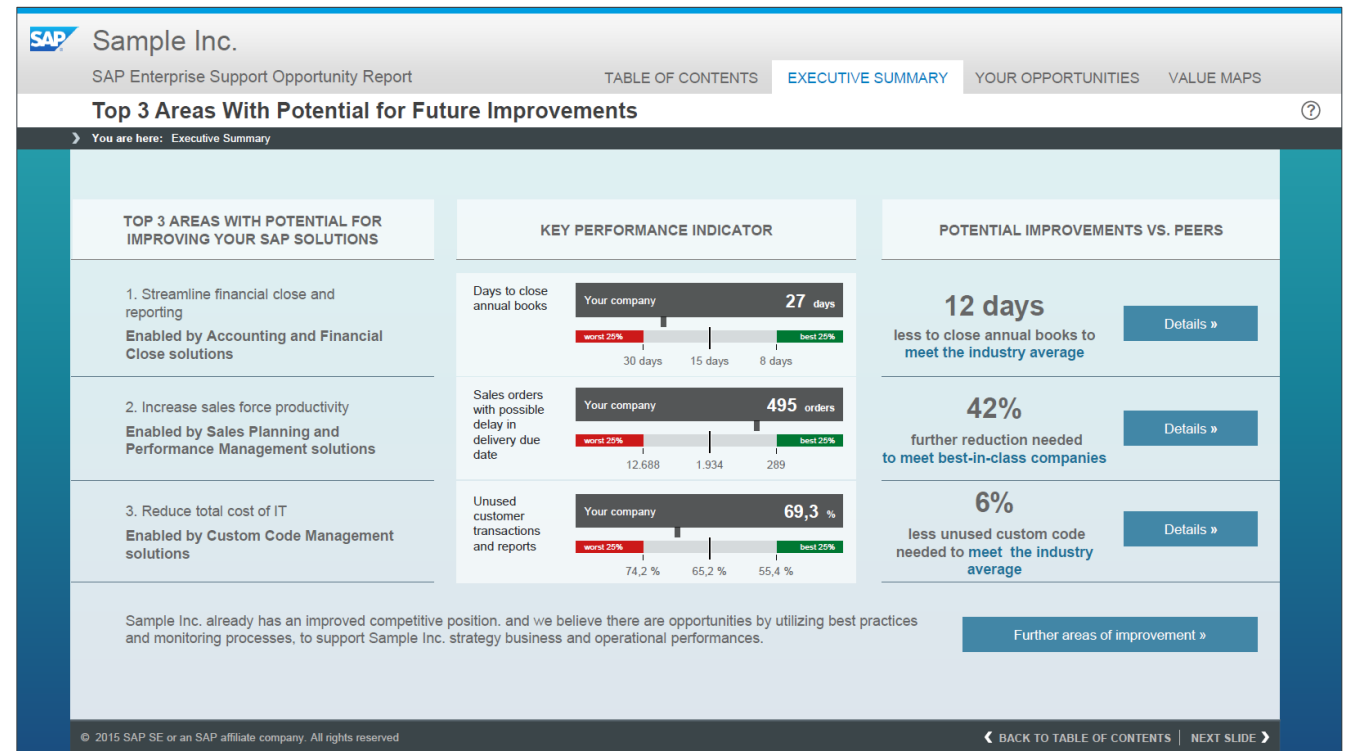 SAP
Sample Inc.
SAP Enterprise Support Opportunity Report
TABLE OF CONTENTS
EXECUTIVE SUMMARY
YOUR OPPORTUNITIES
VALUE MAPS
Top 3 Areas With Potential for Future Improvements
?
You are here: Executive Summary
TOP 3 AREAS WITH POTENTIAL FOR
IMPROVING YOUR SAP SOLUTIONS
KEY PERFORMANCE INDICATOR
POTENTIAL IMPROVEMENTS VS. PEERS
1. Streamline financial close and
reporting
Enabled by Accounting and Financial
Close solutions
Days to close
annual books
Your company 27 days
worst 25% best 25%
30 days 15 days 8 days
12 days
less to close annual books to
meet the industry average
Details »
2. Increase sales force productivity
Enabled by Sales Planning and
Performance Management solutions
Sales orders
with possible
delay in
delivery due
date
Your company 495 orders
worst 25% best 25%
12.688 1.934 289
42%
further reduction needed
to meet best-in-class companies
Details »
3. Reduce total cost of IT
Enabled by Custom Code Management
solutions
Unused
customer
transactions
and reports
Your company 69,3 %
worst 25% best 25%
74,2 % 65,2 % 55,4 %
6%
less unused custom code
needed to meet the industry
average
Details »
Sample Inc. already has an improved competitive position. and we believe there are opportunities by utilizing best practices
and monitoring processes, to support Sample Inc. strategy business and operational performances.
Further areas of improvement »
© 2015 SAP SE or an SAP affiliate company. All rights reserved
❮ BACK TO TABLE OF CONTENTS | NEXT SLIDE ❯